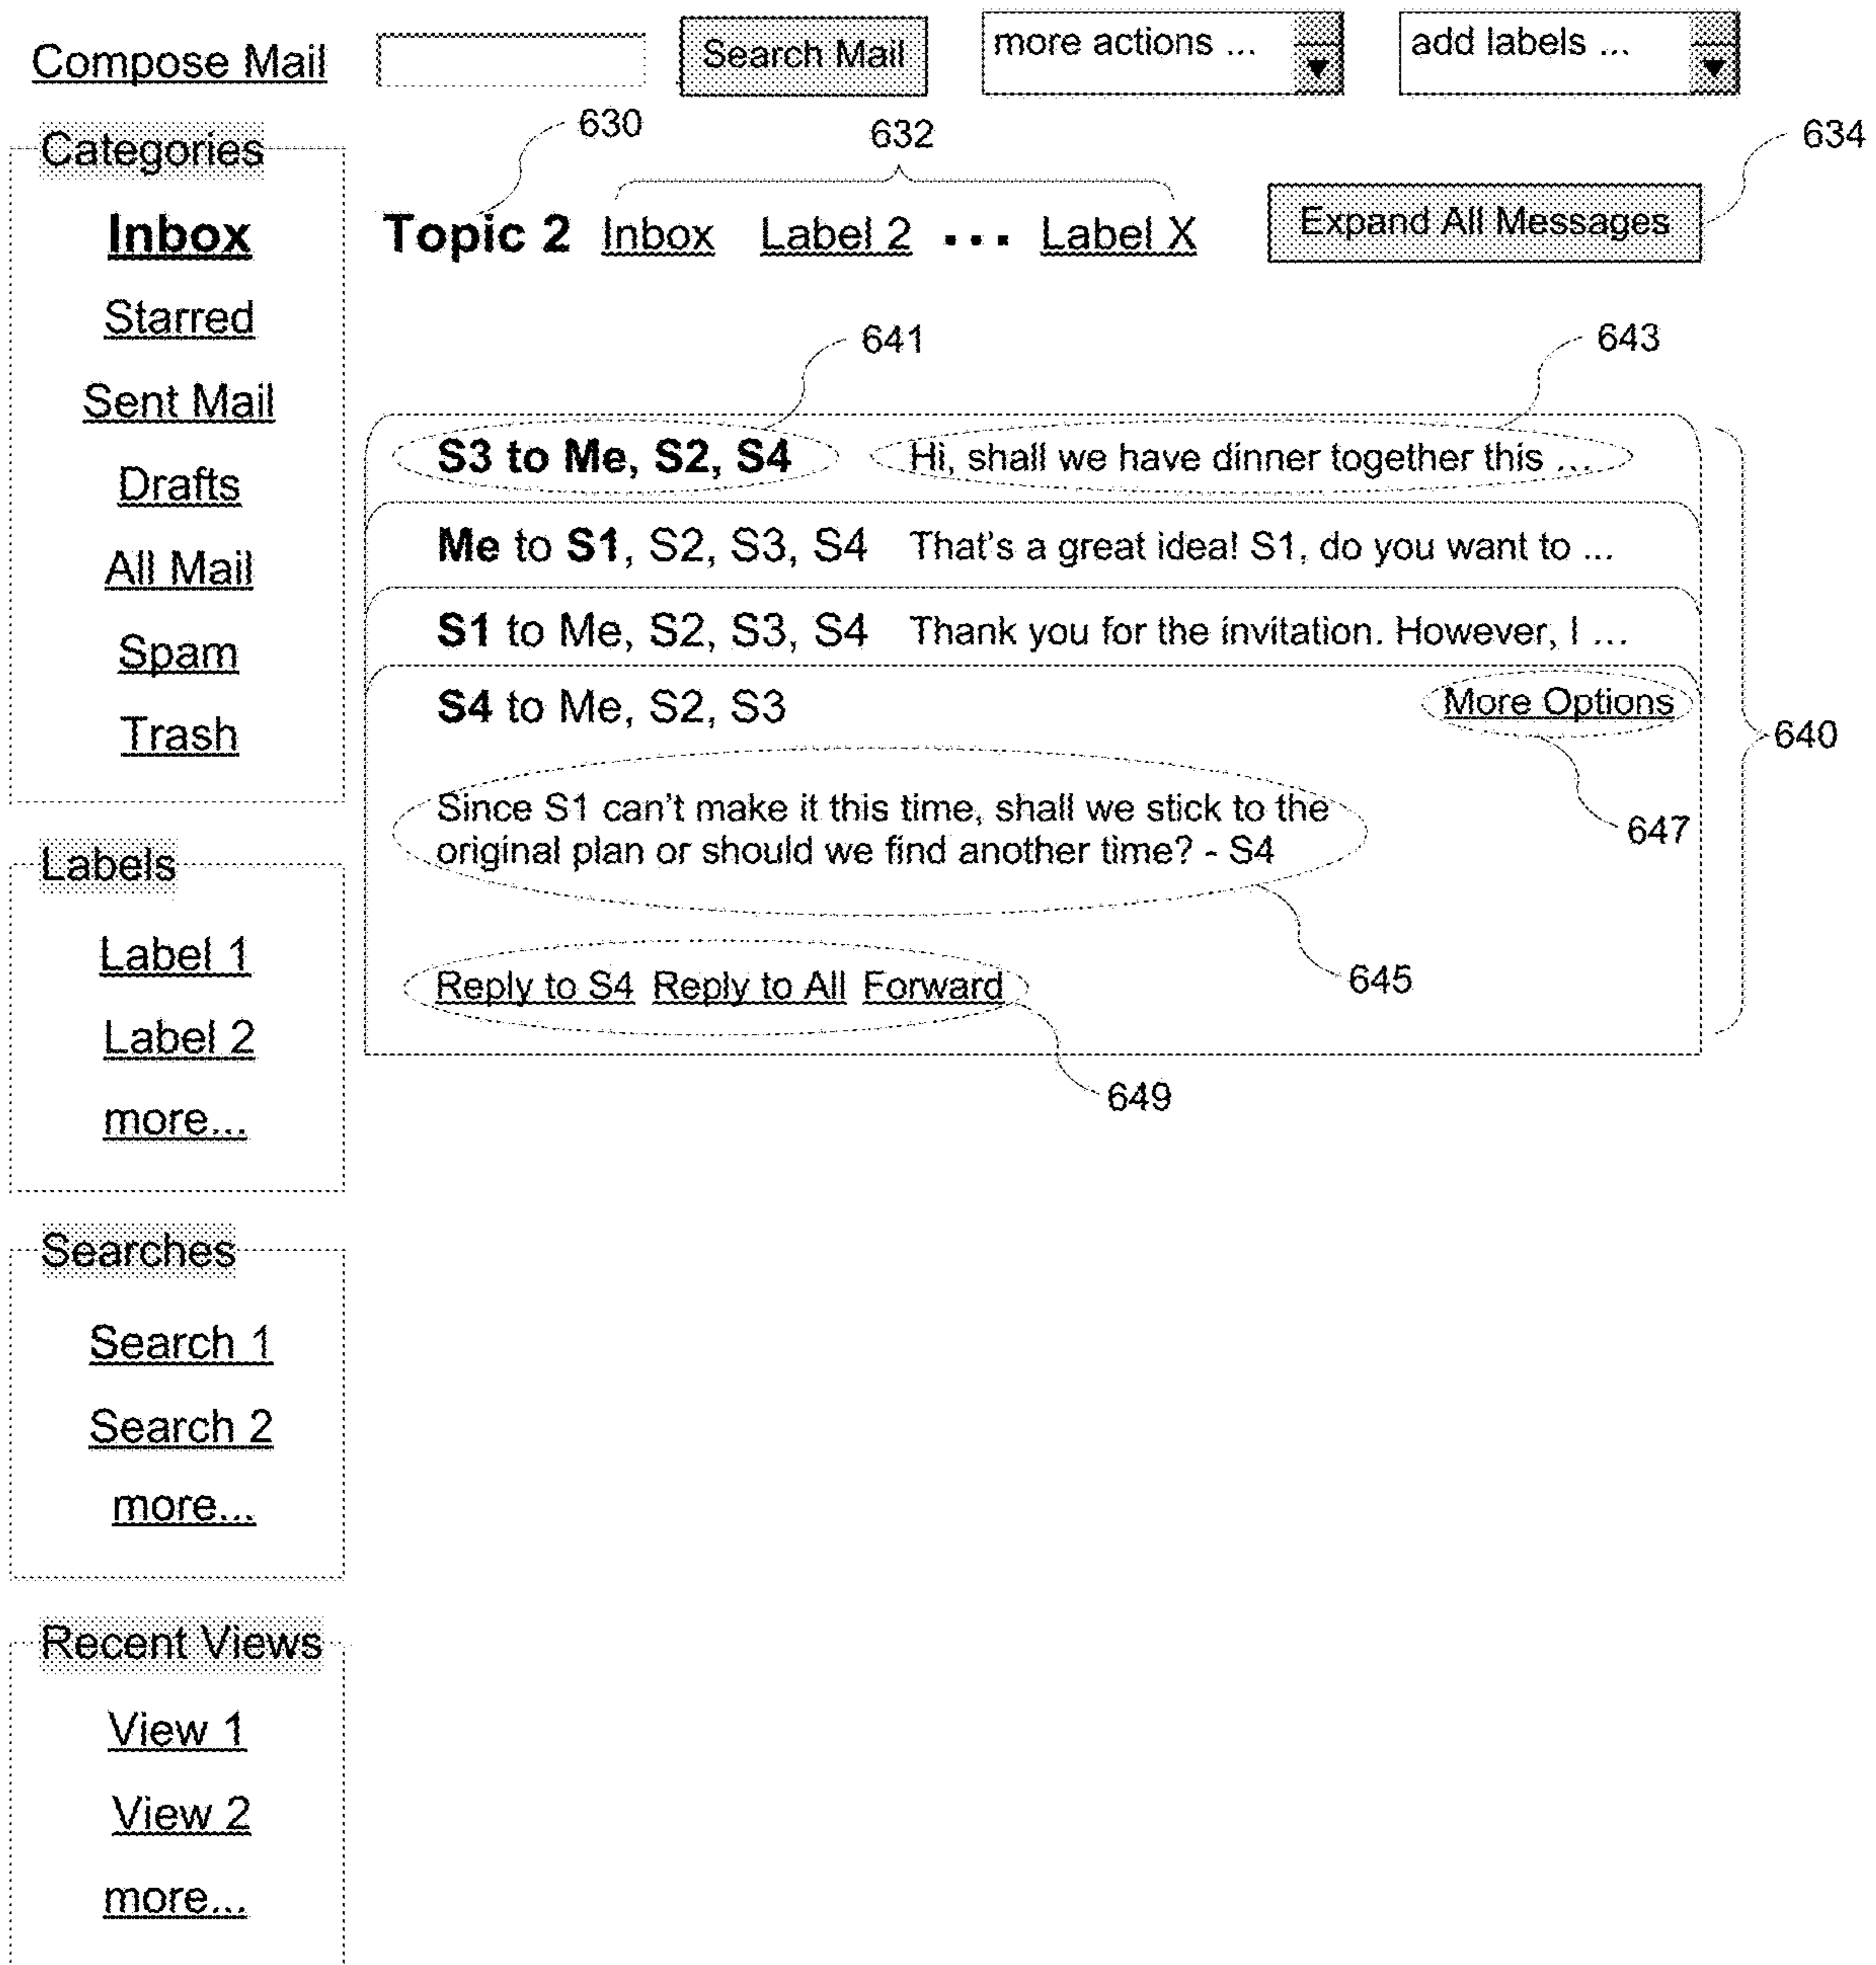 Compose Mail Search Mail more actions ... add labels ...
630 632 634
Categories
Inbox
Starred
Sent Mail
Drafts
All Mail
Spam
Trash
Topic 2 Inbox Label 2 ... Label X Expand All Messages
641 643
S3 to Me, S2, S4 Hi, shall we have dinner together this ...
Me to S1, S2, S3, S4 That's a great idea! S1, do you want to ...
S1 to Me, S2, S3, S4 Thank you for the invitation. However, I ...
S4 to Me, S2, S3 More Options
640
647
Since S1 can't make it this time, shall we stick to the
original plan or should we find another time? - S4
645
Reply to S4 Reply to All Forward
649
Labels
Label 1
Label 2
more...
Searches
Search 1
Search 2
more...
Recent Views
View 1
View 2
more...